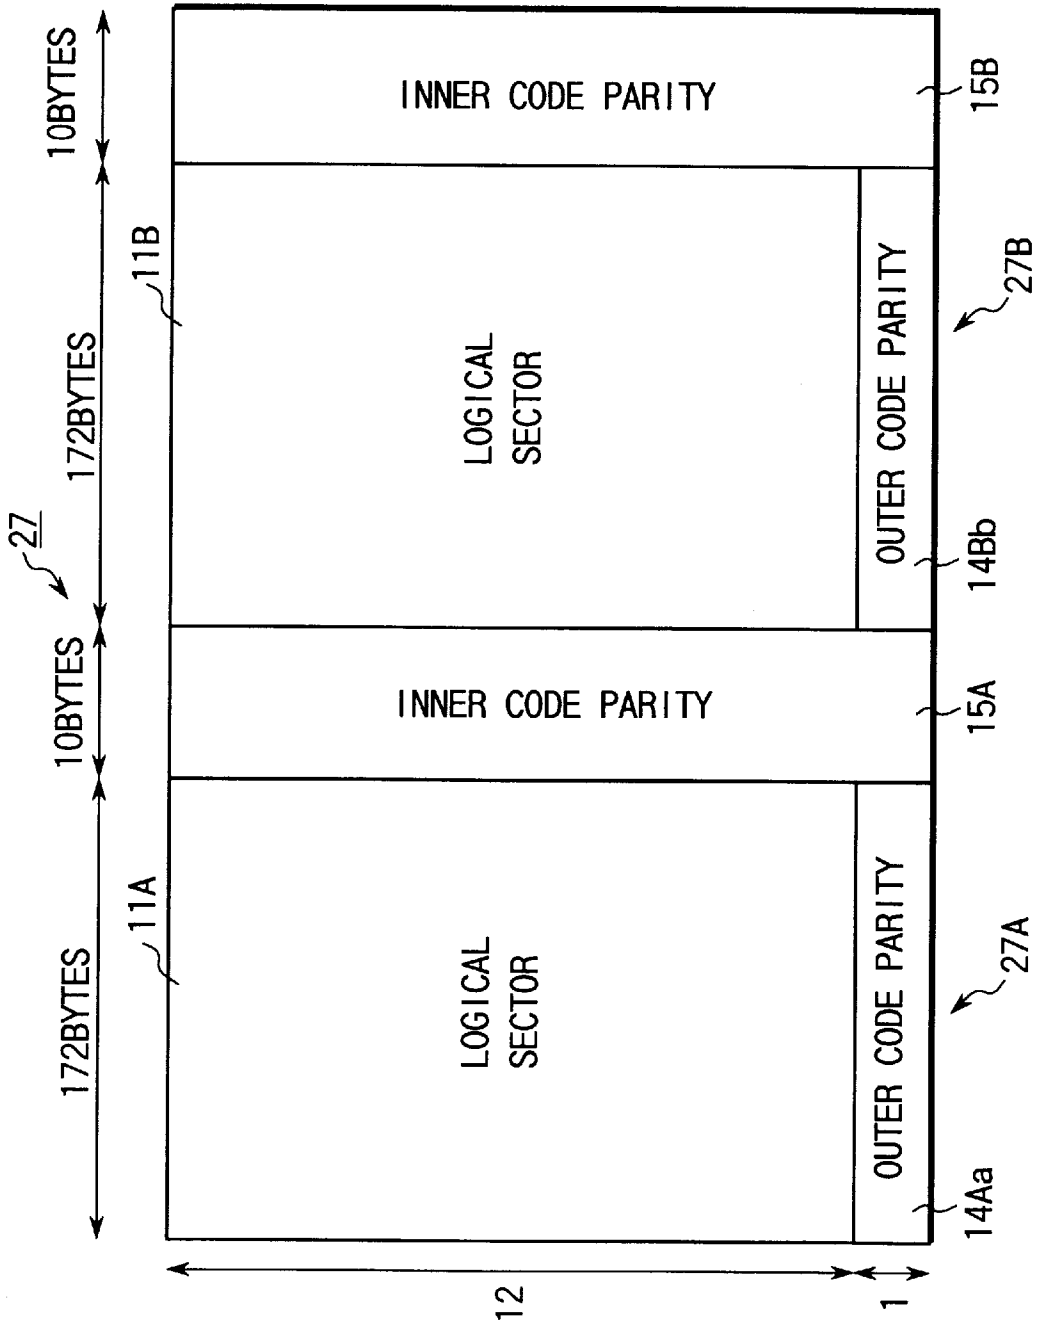 27
172BYTES
10BYTES
172BYTES
10BYTES
11A
11B
12
1
LOGICAL
SECTOR
INNER CODE PARITY
LOGICAL
SECTOR
INNER CODE PARITY
OUTER CODE PARITY
OUTER CODE PARITY
14Aa
27A
15A
14Bb
27B
15B